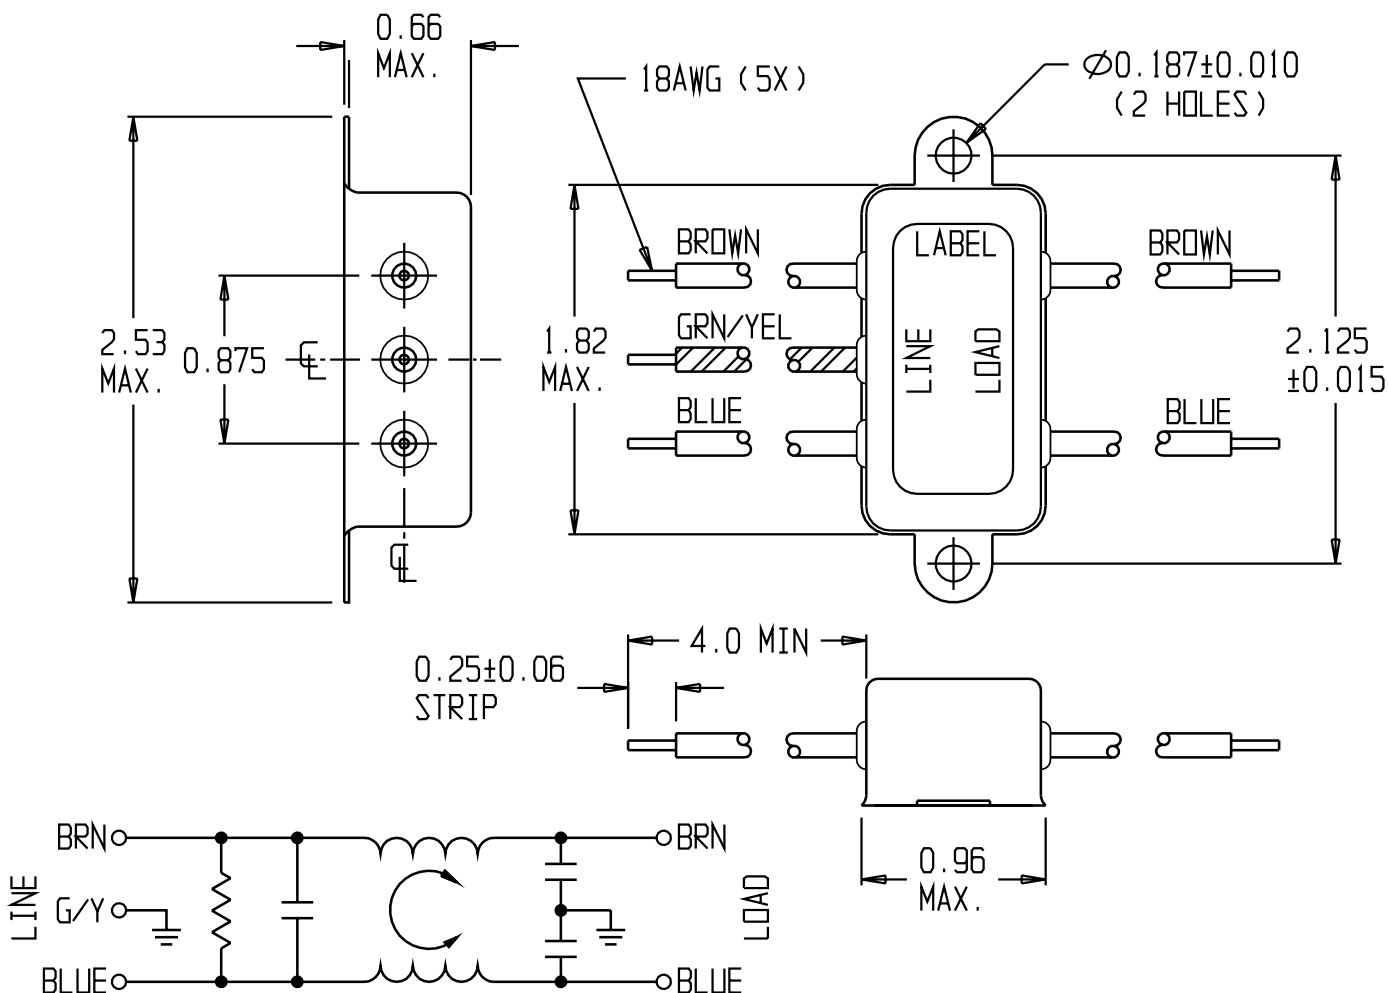 0.66
MAX.
18AWG (5X)
Ø0.187±0.010
(2 HOLES)
BROWN
LABEL
BROWN
2.53
MAX.
0.875
℄
1.82
MAX.
GRN/YEL
LINE
LOAD
2.125
±0.015
BLUE
BLUE
℄
4.0 MIN
0.25±0.06
STRIP
0.96
MAX.
BRN
BRN
LINE
G/Y
LOAD
BLUE
BLUE